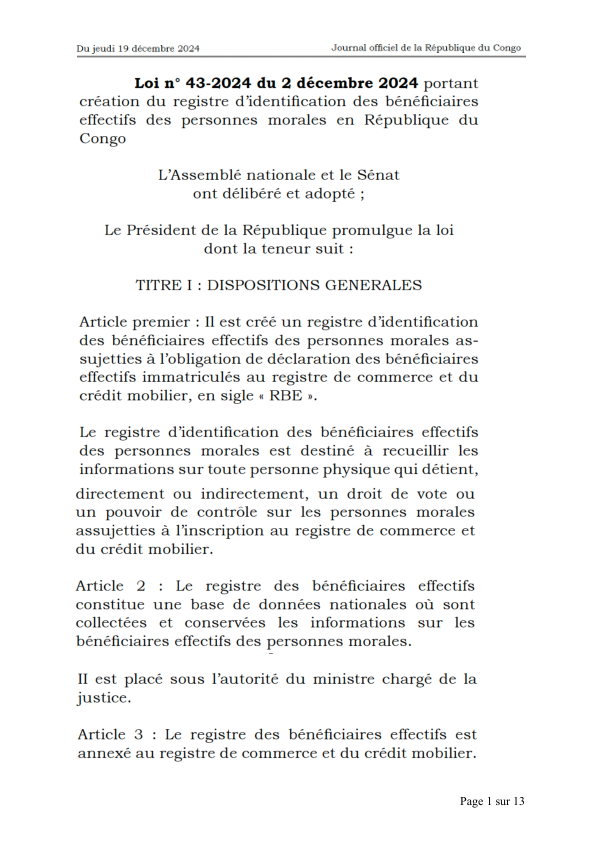 Du jeudi 19 décembre 2024
Journal officiel de la République du Congo
Loi n° 43-2024 du 2 décembre 2024 portant
création du registre d’identification des bénéficiaires
effectifs des personnes morales en République du
Congo
L’Assemblé nationale et le Sénat
ont délibéré et adopté ;
Le Président de la République promulgue la loi
dont la teneur suit :
TITRE I : DISPOSITIONS GENERALES
Article premier : Il est créé un registre d’identification
des bénéficiaires effectifs des personnes morales as-
sujetties à l’obligation de déclaration des bénéficiaires
effectifs immatriculés au registre de commerce et du
crédit mobilier, en sigle « RBE ».
Le registre d’identification des bénéficiaires effectifs
des personnes morales est destiné à recueillir les
informations sur toute personne physique qui détient,
directement ou indirectement, un droit de vote ou
un pouvoir de contrôle sur les personnes morales
assujetties à l’inscription au registre de commerce et
du crédit mobilier.
Article 2 : Le registre des bénéficiaires effectifs
constitue une base de données nationales où sont
collectées et conservées les informations sur les
bénéficiaires effectifs des personnes morales.
II est placé sous l’autorité du ministre chargé de la
justice.
Article 3 : Le registre des bénéficiaires effectifs est
annexé au registre de commerce et du crédit mobilier.
Page 1 sur 13